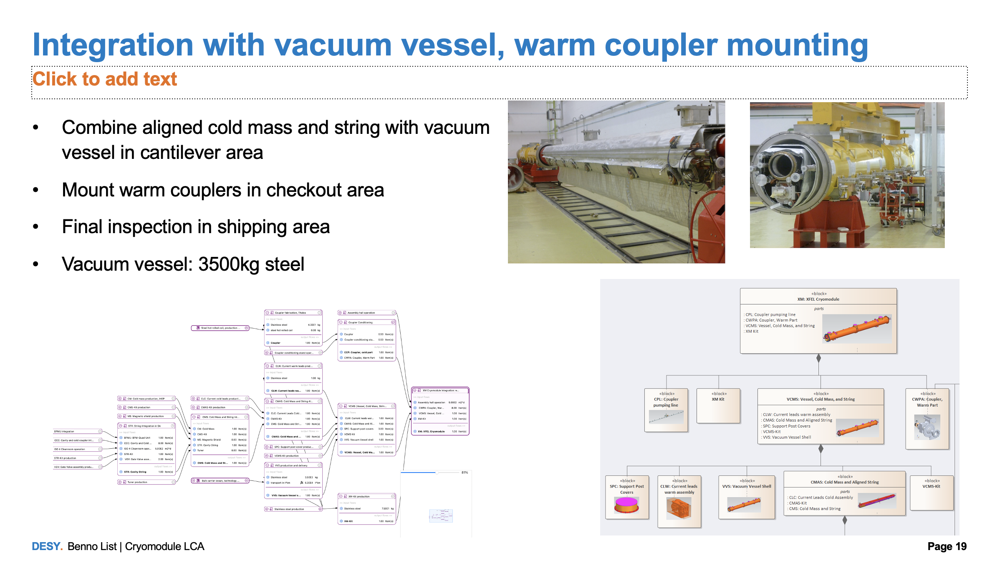 Integration with vacuum vessel, warm coupler mounting
Click to add text
• Combine aligned cold mass and string with vacuum
vessel in cantilever area
• Mount warm couplers in checkout area
• Final inspection in shipping area
• Vacuum vessel: 3500kg steel
Steel hot rolled coil, production ...
Coupler fabrication, Thales
>> input flows
Stainless steel 4.33E1 kg
steel hot rolled coil 0.00 kg
output flows >>
Coupler 1.00 Item(s)
Coupler conditioning stand oper...
Assembly hall operation
Coupler Conditioning
>> input flows
Coupler 0.50 Item(s)
Coupler conditioning sta... 0.50 Item(s)
output flows >>
CCP: Coupler, cold part 1.00 Item(s)
CWPA: Coupler, Warm Part 1.00 Item(s)
CLW: Current warm leads prod...
>> input flows
Stainless steel 1.00 kg
output flows >>
CLW: Current leads wa... 1.00 Item(s)
BPMU integration
CCC: Cavity and cold coupler int...
ISO 4 Cleanroom operation
STR-Kit production
VGV: Gate Valve assembly produ...
CM: Cold mass production, IHEP
CMS-Kit production
MS: Magnetic shield production
STR: String Integration in SA
>> input flows
BPMU: BPM-Quad Unit 1.00 Item(s)
CCC: Cavity and Cold ... 8.00 Item(s)
ISO 4 Cleanroom oper... 5.00E2 m2*d
STR-Kit 1.00 Item(s)
VGV: Gate Valve asse... 2.00 Item(s)
output flows >>
STR: Cavity String 1.00 Item(s)
Tuner production
CLC: Current cold leads producti...
CMAS-Kit production
CMS: Cold Mass and String Int...
>> input flows
CM: Cold Mass 1.00 Item(s)
CMS-Kit 1.00 Item(s)
MS: Magnetic Shield 8.00 Item(s)
STR: Cavity String 1.00 Item(s)
Tuner 8.00 Item(s)
output flows >>
CMS: Cold Mass and St... 1.00 Item(s)
Bulk carrier ocean, technology ...
CMAS: Cold Mass and String Al...
>> input flows
CLC: Current Leads Cold... 1.00 Item(s)
CMAS-Kit 1.00 Item(s)
CMS: Cold Mass and Stri... 1.00 Item(s)
output flows >>
CMAS: Cold Mass and ... 1.00 Item(s)
SPC: Support post cover produc...
VCMS-Kit production
VVS production and delivery
>> input flows
Stainless steel 3.50E3 kg
transport in t*km fx 6.30E4 t*km
output flows >>
VVS: Vacuum Vessel s... 1.00 Item(s)
Stainless steel production
VCMS (Vessel, Cold Mass, Strin...
>> input flows
CLW: Current leads war... 1.00 Item(s)
CMAS: Cold Mass and Al... 1.00 Item(s)
SPC: Support post covers 3.00 Item(s)
VCMS Kit 1.00 Item(s)
VVS: Vacuum Vessel shell 1.00 Item(s)
output flows >>
VCMS: Vessel, Cold Ma... 1.00 Item(s)
XM-Kit production
>> input flows
Stainless steel 7.50E1 kg
output flows >>
XM-Kit 1.00 Item(s)
XM Cryomodule integration: w...
>> input flows
Assembly hall operation 5.00E2 m2*d
CWPA: Coupler, War... 8.00 Item(s)
VCMS: Vessel, Cold ... 1.00 Item(s)
XM-Kit 1.00 Item(s)
output flows >>
XM: XFEL Cryomodule 1.00 Item(s)
81%
«block»
XM: XFEL Cryomodule
parts
: CPL: Coupler pumping line
: CWPA: Coupler, Warm Part
: VCMS: Vessel, Cold Mass, and String
: XM Kit
«block»
CPL: Coupler
pumping line
«block»
XM Kit
«block»
VCMS: Vessel, Cold Mass, and String
parts
: CLW: Current leads warm assembly
: CMAS: Cold Mass and Aligned String
: SPC: Support Post Covers
: VCMS-Kit
: VVS: Vacuum Vessel Shell
«block»
CWPA: Coupler,
Warm Part
«block»
SPC: Support Post
Covers
«block»
CLW: Current leads
warm assembly
«block»
VVS: Vacuum Vessel Shell
«block»
CMAS: Cold Mass and Aligned String
parts
: CLC: Current Leads Cold Assembly
: CMAS-Kit
: CMS: Cold Mass and String
«block»
VCMS-Kit
DESY. Benno List | Cryomodule LCA
Page 19